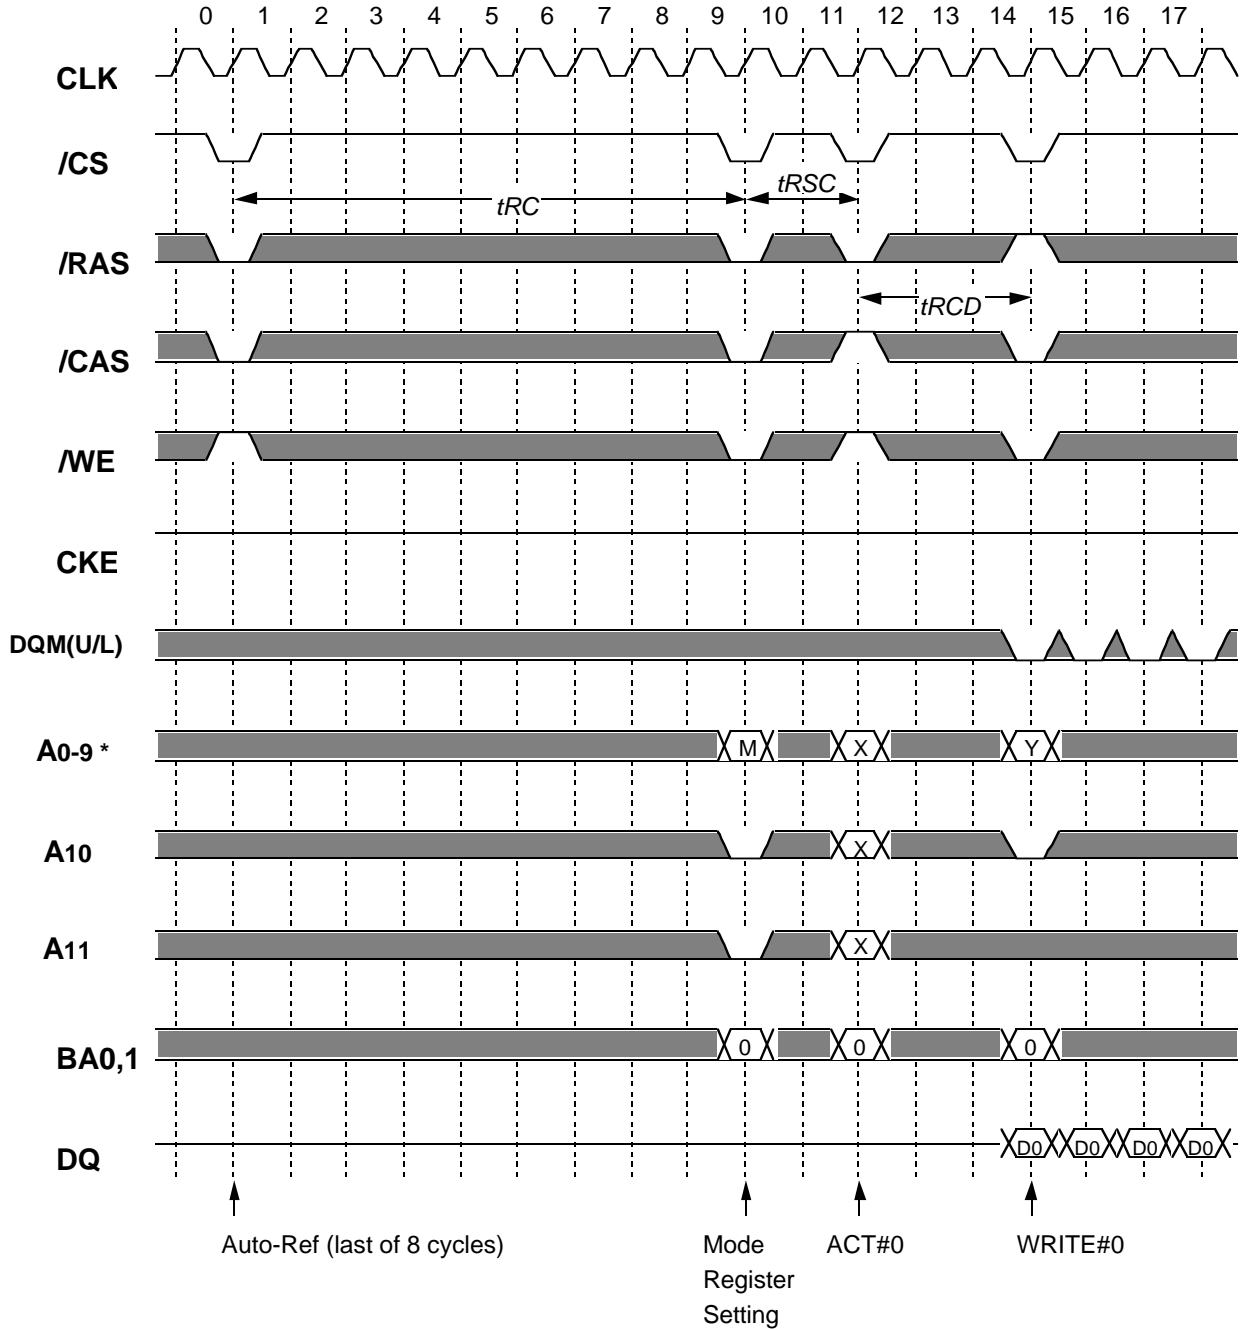 0 1 2 3 4 5 6 7 8 9 10 11 12 13 14 15 16 17
CLK
/CS
tRC
tRSC
/RAS
tRCD
/CAS
/WE
CKE
DQM(U/L)
A0-9 * M X Y
A10 X
A11 X
BA0,1 0 0 0
DQ D0 D0 D0 D0
Auto-Ref (last of 8 cycles)
Mode
Register
Setting
ACT#0
WRITE#0